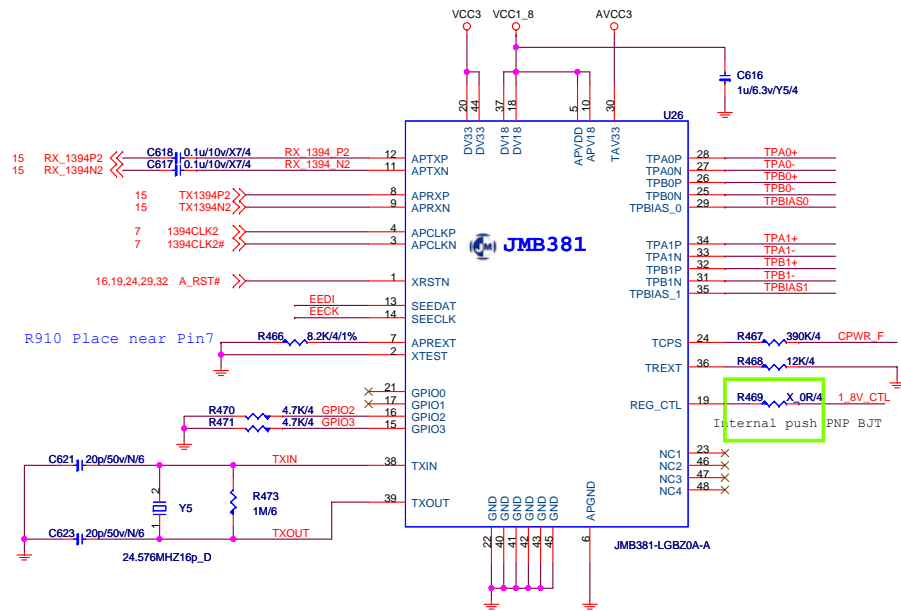 VCC3 VCC1_8 AVCC3
C616
1u/6.3v/Y5/4
20 44 37 18 5 10 30 U26
DV33 DV33 DV18 DV18 APVDD APVI18 TAV33
15 RX_1394P2 C618 0.1u/10v/X7/4 RX_1394_P2 12 APTXP
15 RX_1394N2 C617 0.1u/10v/X7/4 RX_1394_N2 11 APTXN
15 TX1394P2 8 APRXP
15 TX1394N2 9 APRXN
7 1394CLK2 4 APCLKP
7 1394CLK2# 3 APCLKN
16,19,24,29,32 A_RST# 1 XRSTN
EEDI 13 SEEDAT
EECK 14 SEECLK
R910 Place near Pin7 R466 8.2K/4/1% 7 APREXT
2 XTEST
21 GPIO0
17 GPIO1
R470 4.7K/4 GPIO2 16 GPIO2
R471 4.7K/4 GPIO3 15 GPIO3
C621 20p/50v/N/6 TXIN 38 TXIN
2 Y5 1 R473
1M/6
C623 20p/50v/N/6 TXOUT 39 TXOUT
24.576MHZ16p_D
JM JMB381
TPA0P 28 TPA0+
TPA0N 27 TPA0-
TPB0P 26 TPB0+
TPB0N 25 TPB0-
TPBIAS_0 29 TPBIAS0
TPA1P 34 TPA1+
TPA1N 33 TPA1-
TPB1P 32 TPB1+
TPB1N 31 TPB1-
TPBIAS_1 35 TPBIAS1
TCPS 24 R467 390K/4 CPWR_F
TREXT 36 R468 12K/4
REG_CTL 19 R469 X_0R/4 1_8V_CTL
Internal push PNP BJT
NC1 23
NC2 46
NC3 47
NC4 48
GND GND GND GND GND GND APGND
22 40 41 42 43 45 6
JMB381-LGBZ0A-A